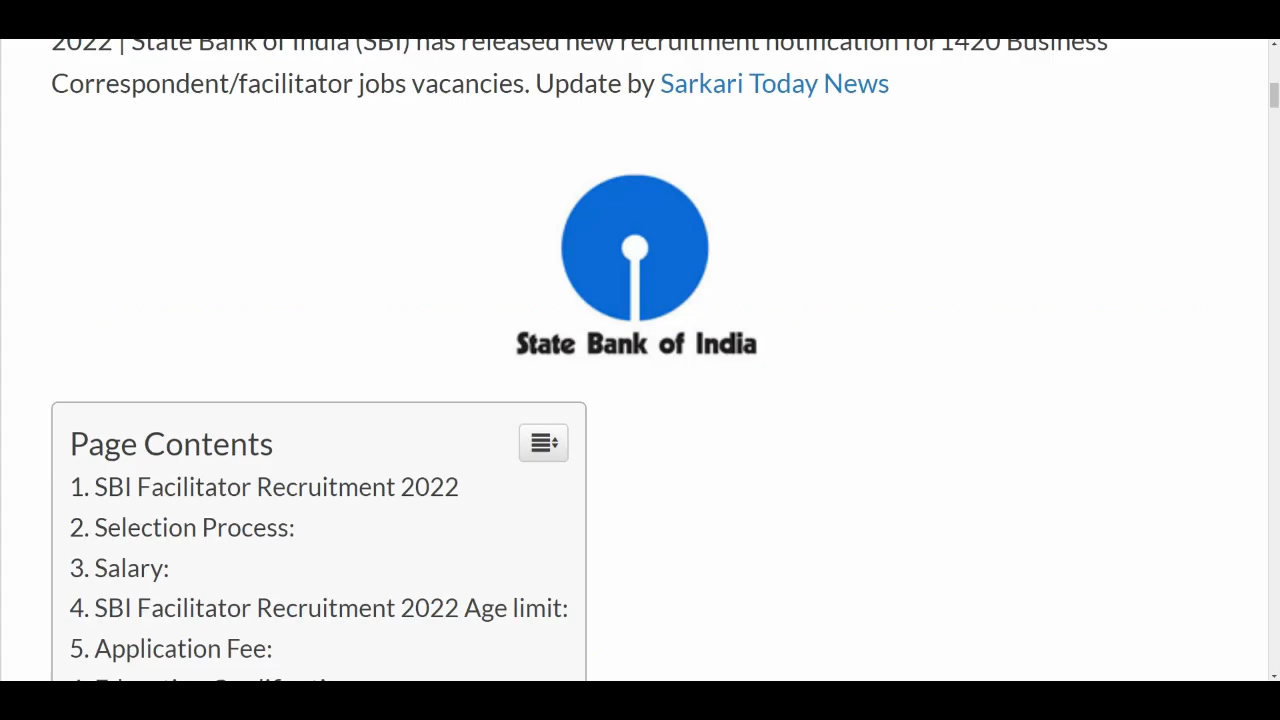 2022 | State Bank of India (SBI) has released new recruitment notification for 1420 Business
Correspondent/facilitator jobs vacancies. Update by Sarkari Today News
State Bank of India
Page Contents
1. SBI Facilitator Recruitment 2022
2. Selection Process:
3. Salary:
4. SBI Facilitator Recruitment 2022 Age limit:
5. Application Fee: